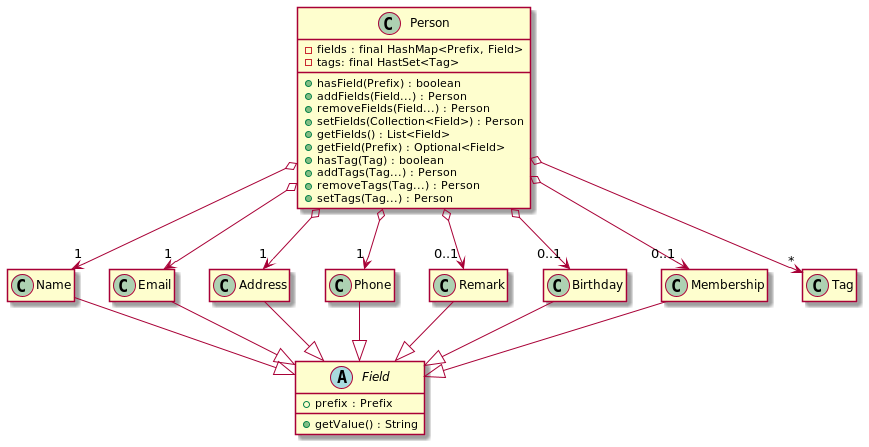 C Person
fields : final HashMap<Prefix, Field>
tags: final HastSet<Tag>
hasField(Prefix) : boolean
addFields(Field...) : Person
removeFields(Field...) : Person
setFields(Collection<Field>) : Person
getFields() : List<Field>
getField(Prefix) : Optional<Field>
hasTag(Tag) : boolean
addTags(Tag...) : Person
removeTags(Tag...) : Person
setTags(Tag...) : Person
1 1 1 1 0..1 0..1 0..1 *
C Name C Email C Address C Phone C Remark C Birthday C Membership C Tag
A Field
prefix : Prefix
getValue() : String